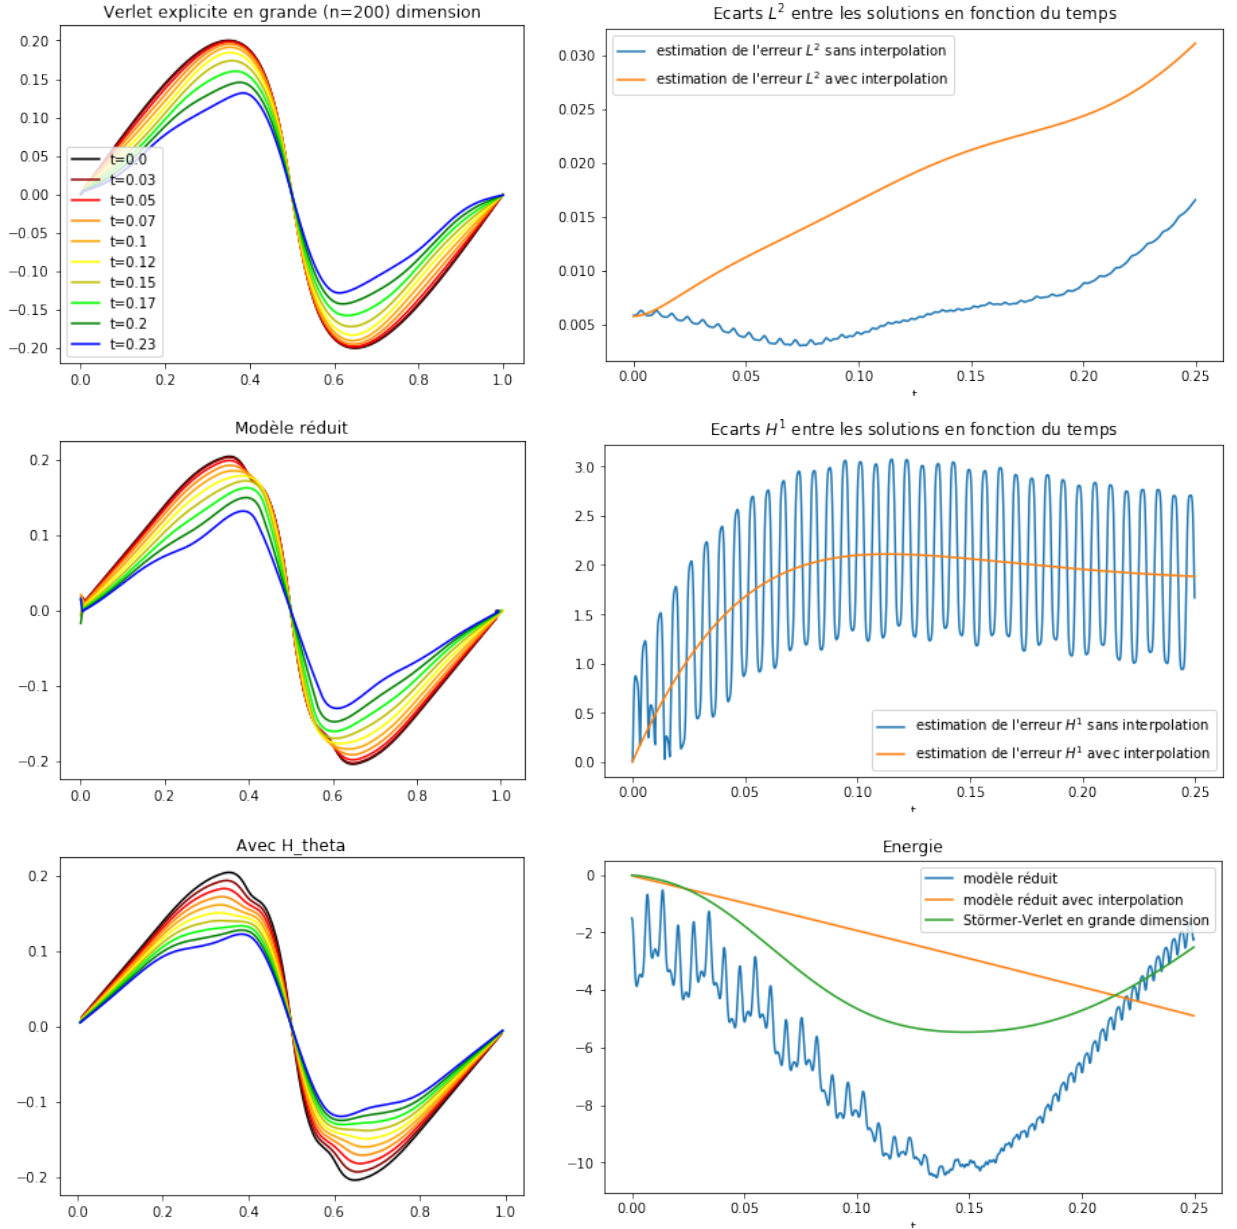 Verlet explicite en grande (n=200) dimension
0.20
0.15
0.10
0.05
0.00
−0.05
−0.10
−0.15
−0.20
t=0.0
t=0.03
t=0.05
t=0.07
t=0.1
t=0.12
t=0.15
t=0.17
t=0.2
t=0.23
0.0 0.2 0.4 0.6 0.8 1.0
Ecarts L² entre les solutions en fonction du temps
estimation de l'erreur L² sans interpolation
estimation de l'erreur L² avec interpolation
0.030
0.025
0.020
0.015
0.010
0.005
0.00 0.05 0.10 0.15 0.20 0.25
t
Modèle réduit
0.2
0.1
0.0
−0.1
−0.2
0.0 0.2 0.4 0.6 0.8 1.0
Ecarts H¹ entre les solutions en fonction du temps
3.0
2.5
2.0
1.5
1.0
0.5
0.0
estimation de l'erreur H¹ sans interpolation
estimation de l'erreur H¹ avec interpolation
0.00 0.05 0.10 0.15 0.20 0.25
t
Avec H_theta
0.2
0.1
0.0
−0.1
−0.2
0.0 0.2 0.4 0.6 0.8 1.0
Energie
modèle réduit
modèle réduit avec interpolation
Störmer-Verlet en grande dimension
0
−2
−4
−6
−8
−10
0.00 0.05 0.10 0.15 0.20 0.25
t